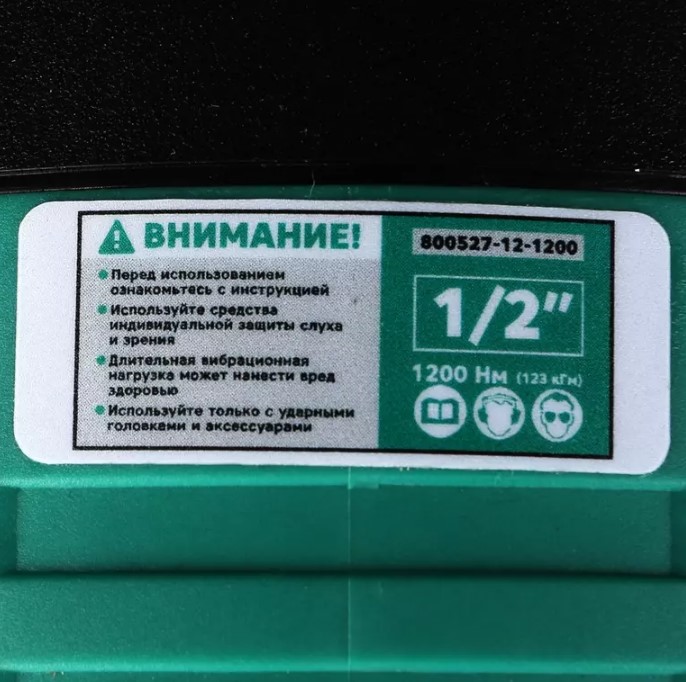 ВНИМАНИЕ!
Перед использованием
ознакомьтесь с инструкцией
Используйте средства
индивидуальной защиты слуха
и зрения
Длительная вибрационная
нагрузка может нанести вред
здоровью
Используйте только с ударными
головками и аксессуарами
800527-12-1200
1/2”
1200 Нм (123 кГм)